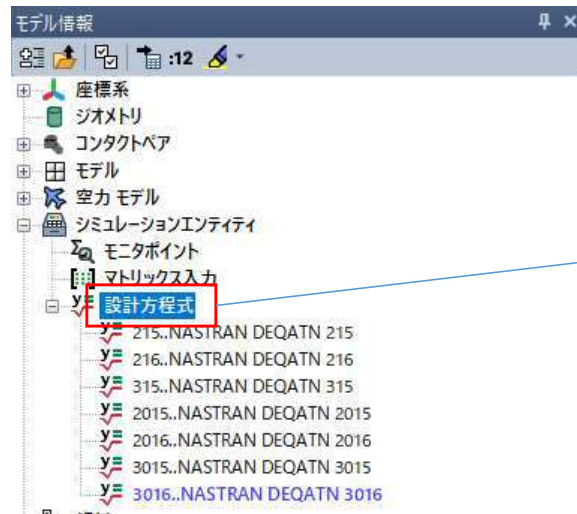 モデル情報
:12
座標系
ジオメトリ
コンタクトペア
モデル
空力 モデル
シミュレーションエンティティ
モニタポイント
マトリックス入力
設計方程式
215..NASTRAN DEQATN 215
216..NASTRAN DEQATN 216
315..NASTRAN DEQATN 315
2015..NASTRAN DEQATN 2015
2016..NASTRAN DEQATN 2016
3015..NASTRAN DEQATN 3015
3016..NASTRAN DEQATN 3016